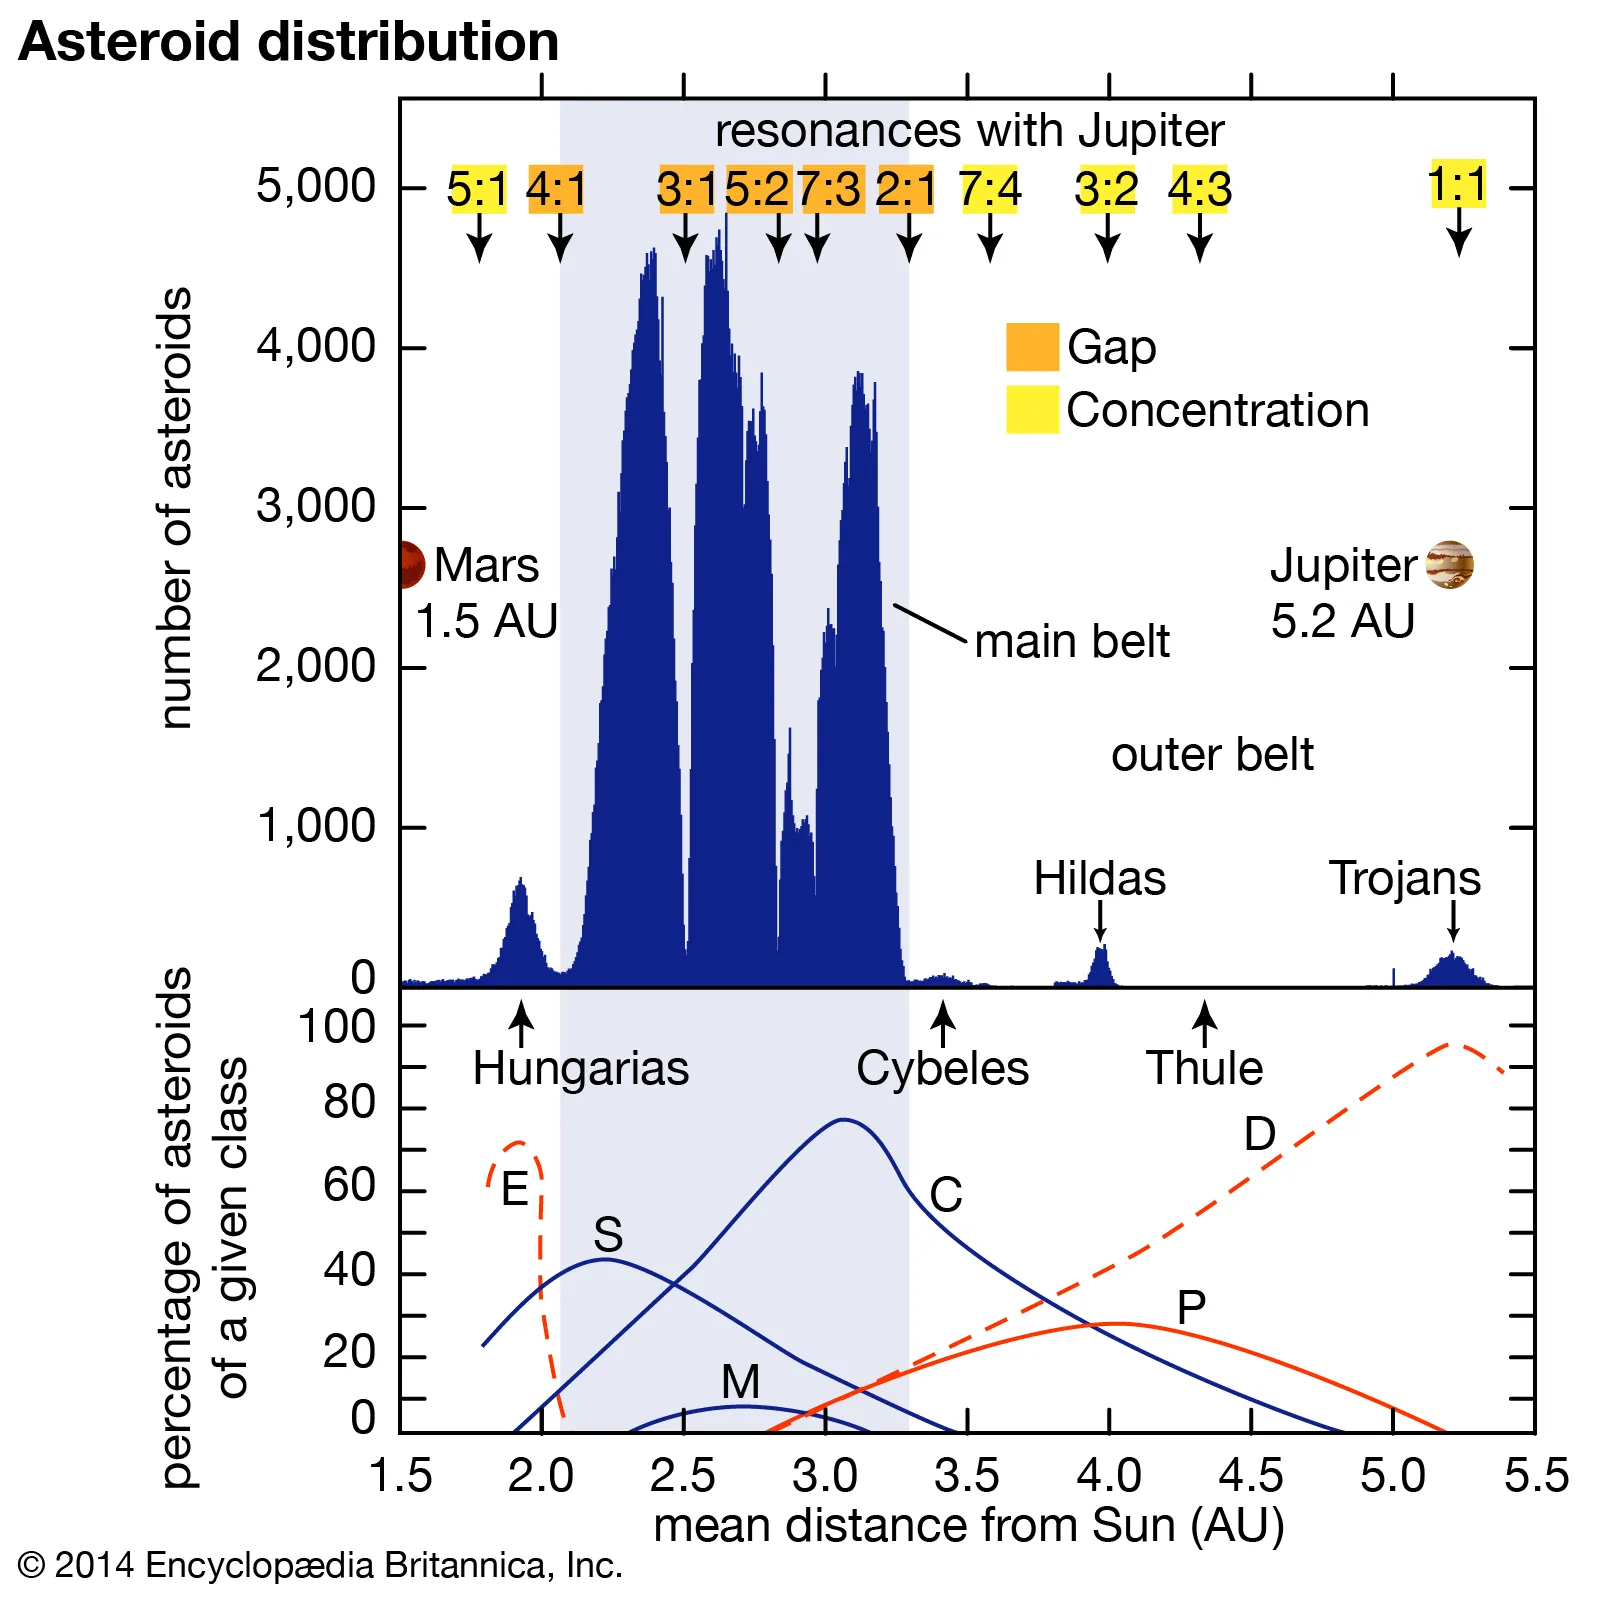 Asteroid distribution
resonances with Jupiter
5:1 4:1 3:1 5:2 7:3 2:1 7:4 3:2 4:3 1:1
number of asteroids
5,000
4,000
3,000
2,000
1,000
0
Gap
Concentration
Mars
1.5 AU
Jupiter
5.2 AU
main belt
outer belt
Hildas
Trojans
Hungarias
Cybeles
Thule
percentage of asteroids
of a given class
100
80
60
40
20
0
E
S
M
C
D
P
1.5 2.0 2.5 3.0 3.5 4.0 4.5 5.0 5.5
mean distance from Sun (AU)
© 2014 Encyclopædia Britannica, Inc.